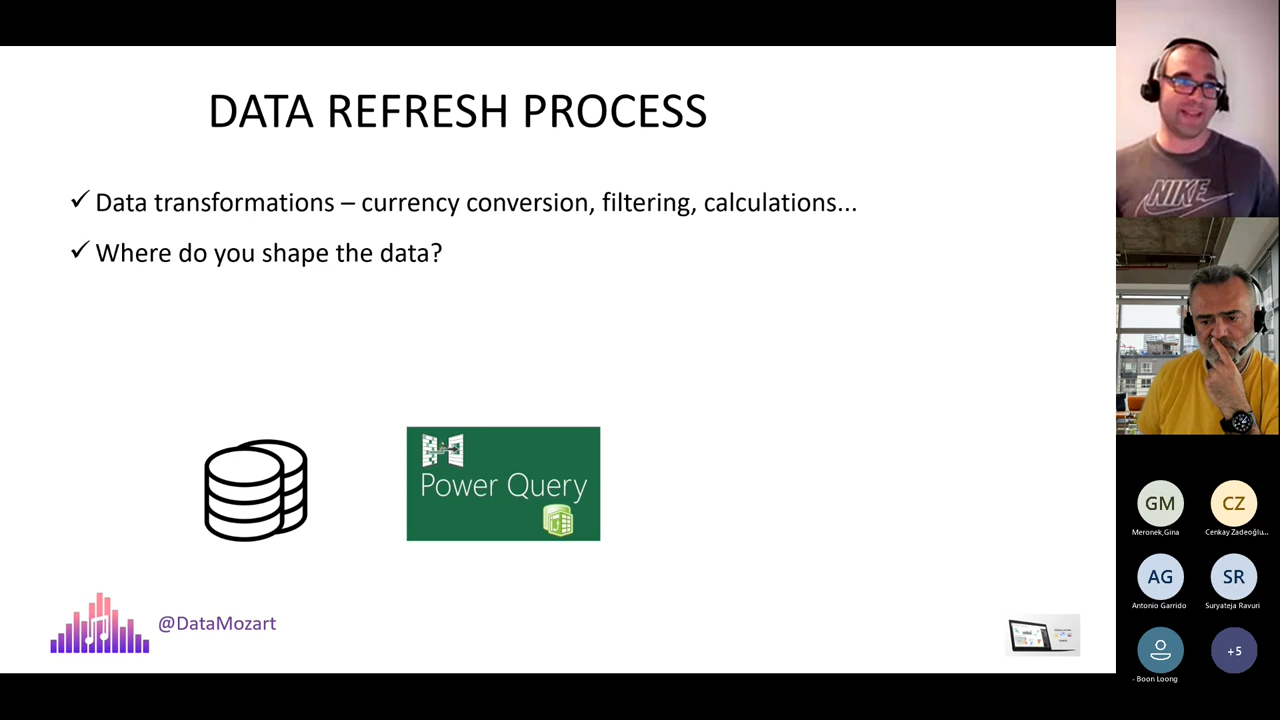 DATA REFRESH PROCESS
✓ Data transformations – currency conversion, filtering, calculations...
✓ Where do you shape the data?
Power Query
@DataMozart
NIKE
GM
CZ
Meronek,Gina
Cenkay Zadeoğlu...
AG
SR
Antonio Garrido
Suryateja Ravuri
+5
- Boon Loong